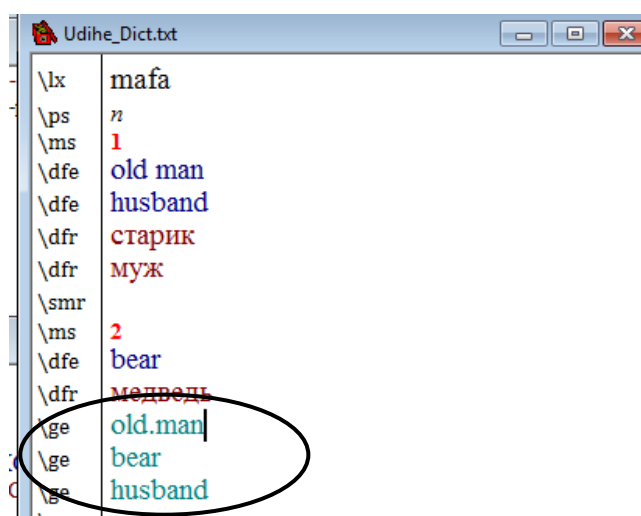 Udihe_Dict.txt
\lx mafa
\ps n
\ms 1
\dfe old man
\dfe husband
\dfr старик
\dfr муж
\smr
\ms 2
\dfe bear
\dfr медведь
\ge old.man
\ge bear
\ge husband